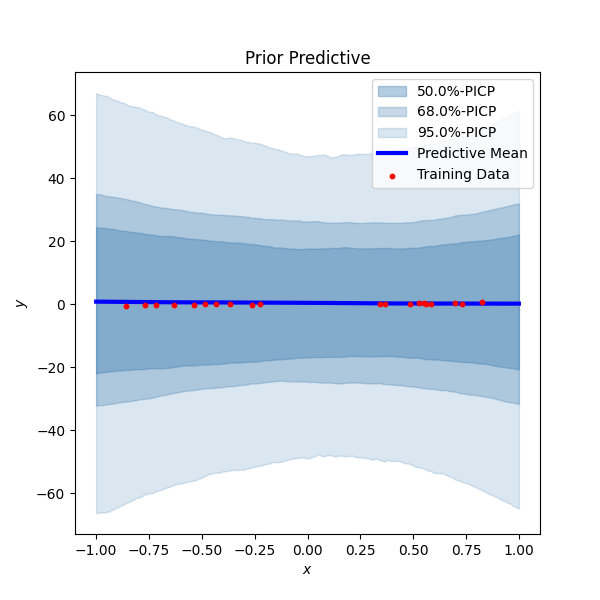 Prior Predictive
50.0%-PICP
68.0%-PICP
95.0%-PICP
Predictive Mean
Training Data
60
40
20
0
−20
−40
−60
y
−1.00 −0.75 −0.50 −0.25 0.00 0.25 0.50 0.75 1.00
x